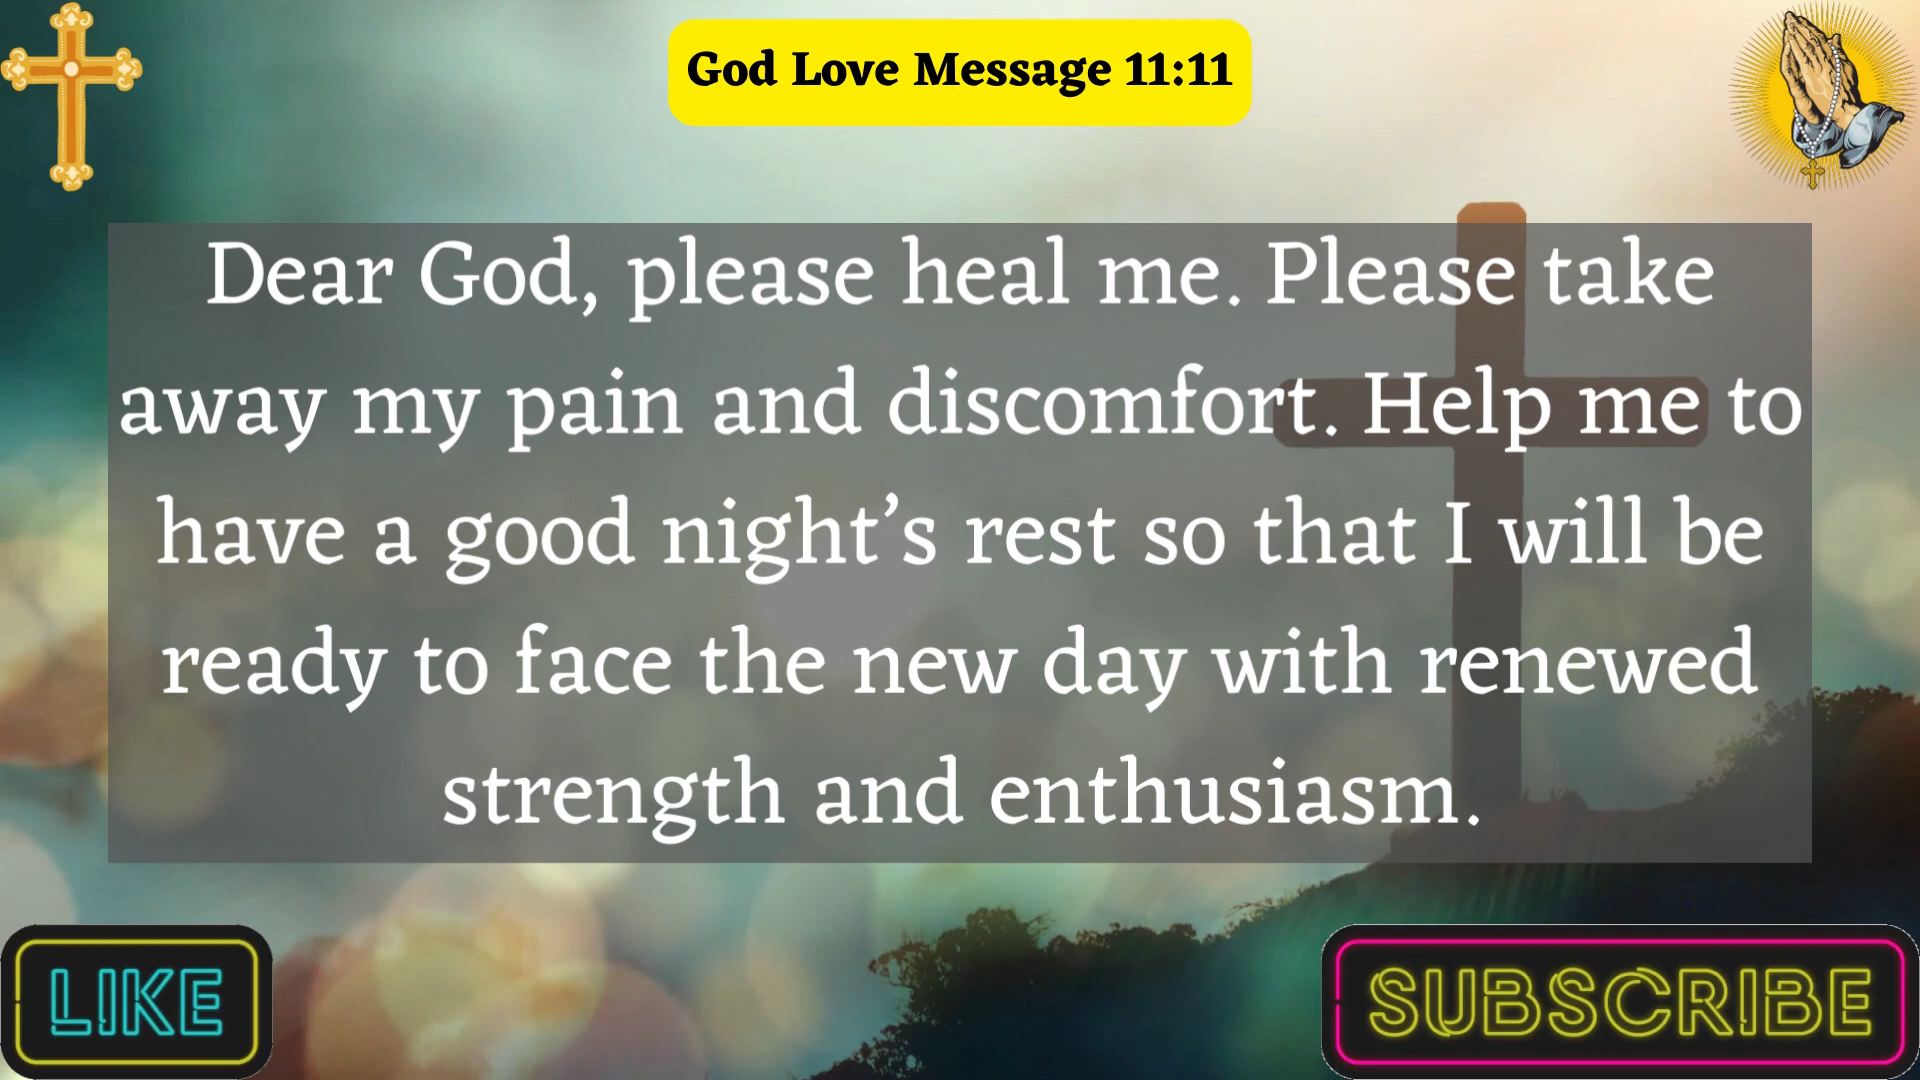 God Love Message 11:11
Dear God, please heal me. Please take
away my pain and discomfort. Help me to
have a good night’s rest so that I will be
ready to face the new day with renewed
strength and enthusiasm.
LIKE
SUBSCRIBE